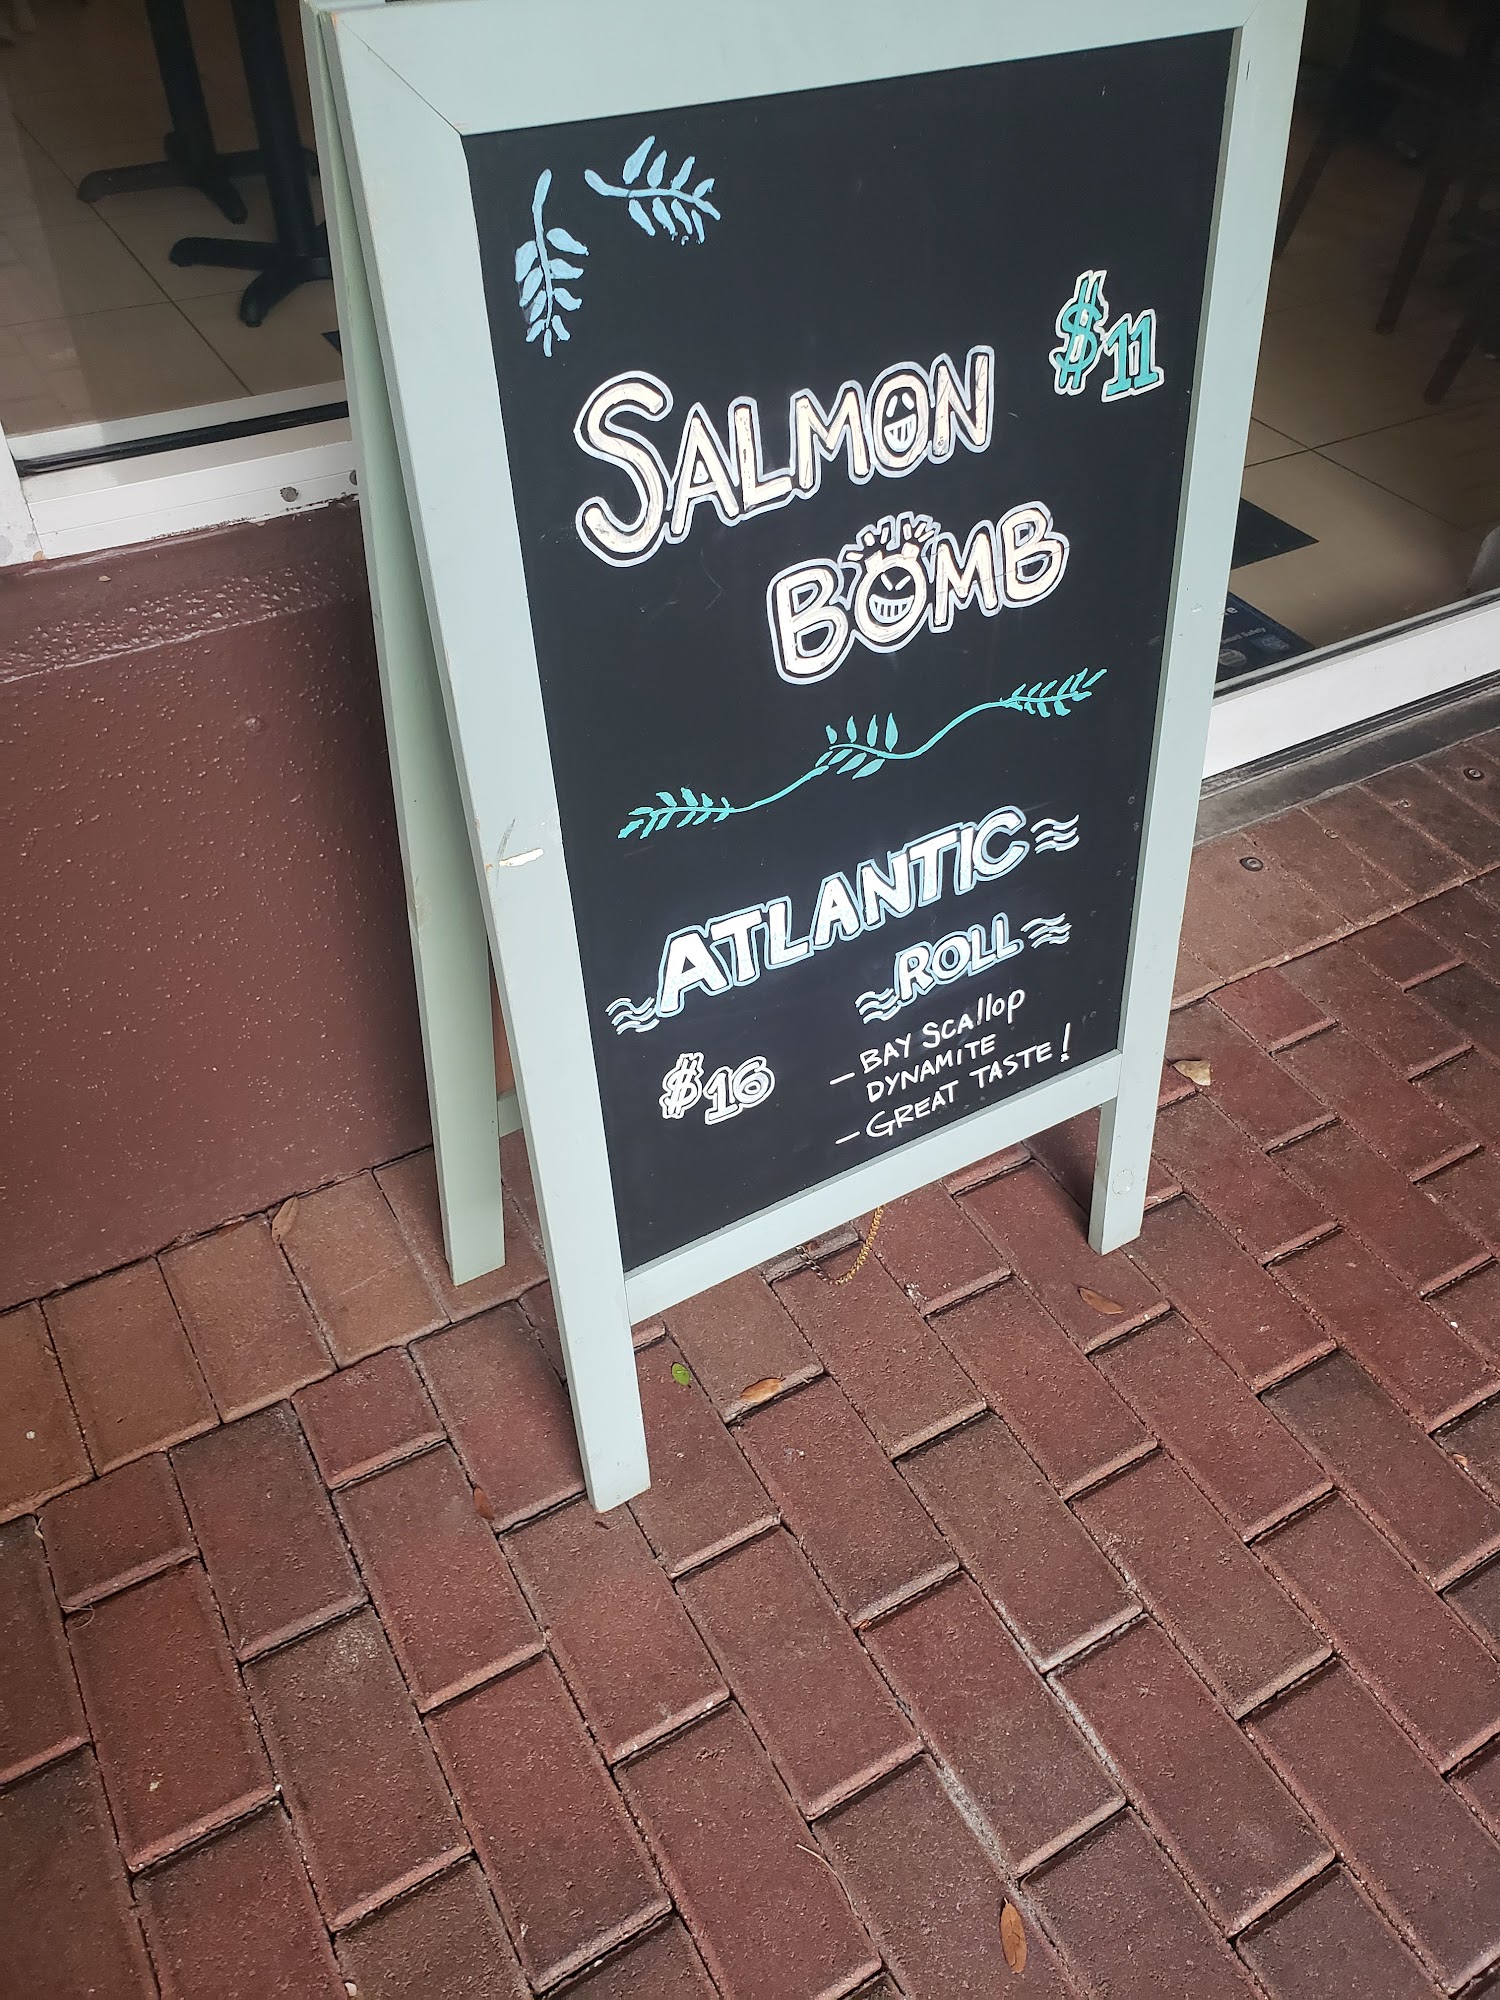 $11
SALMON
BOMB
ATLANTIC
ROLL
$16
- BAY SCallop
DYNAMITE
- GREAT TASTE!